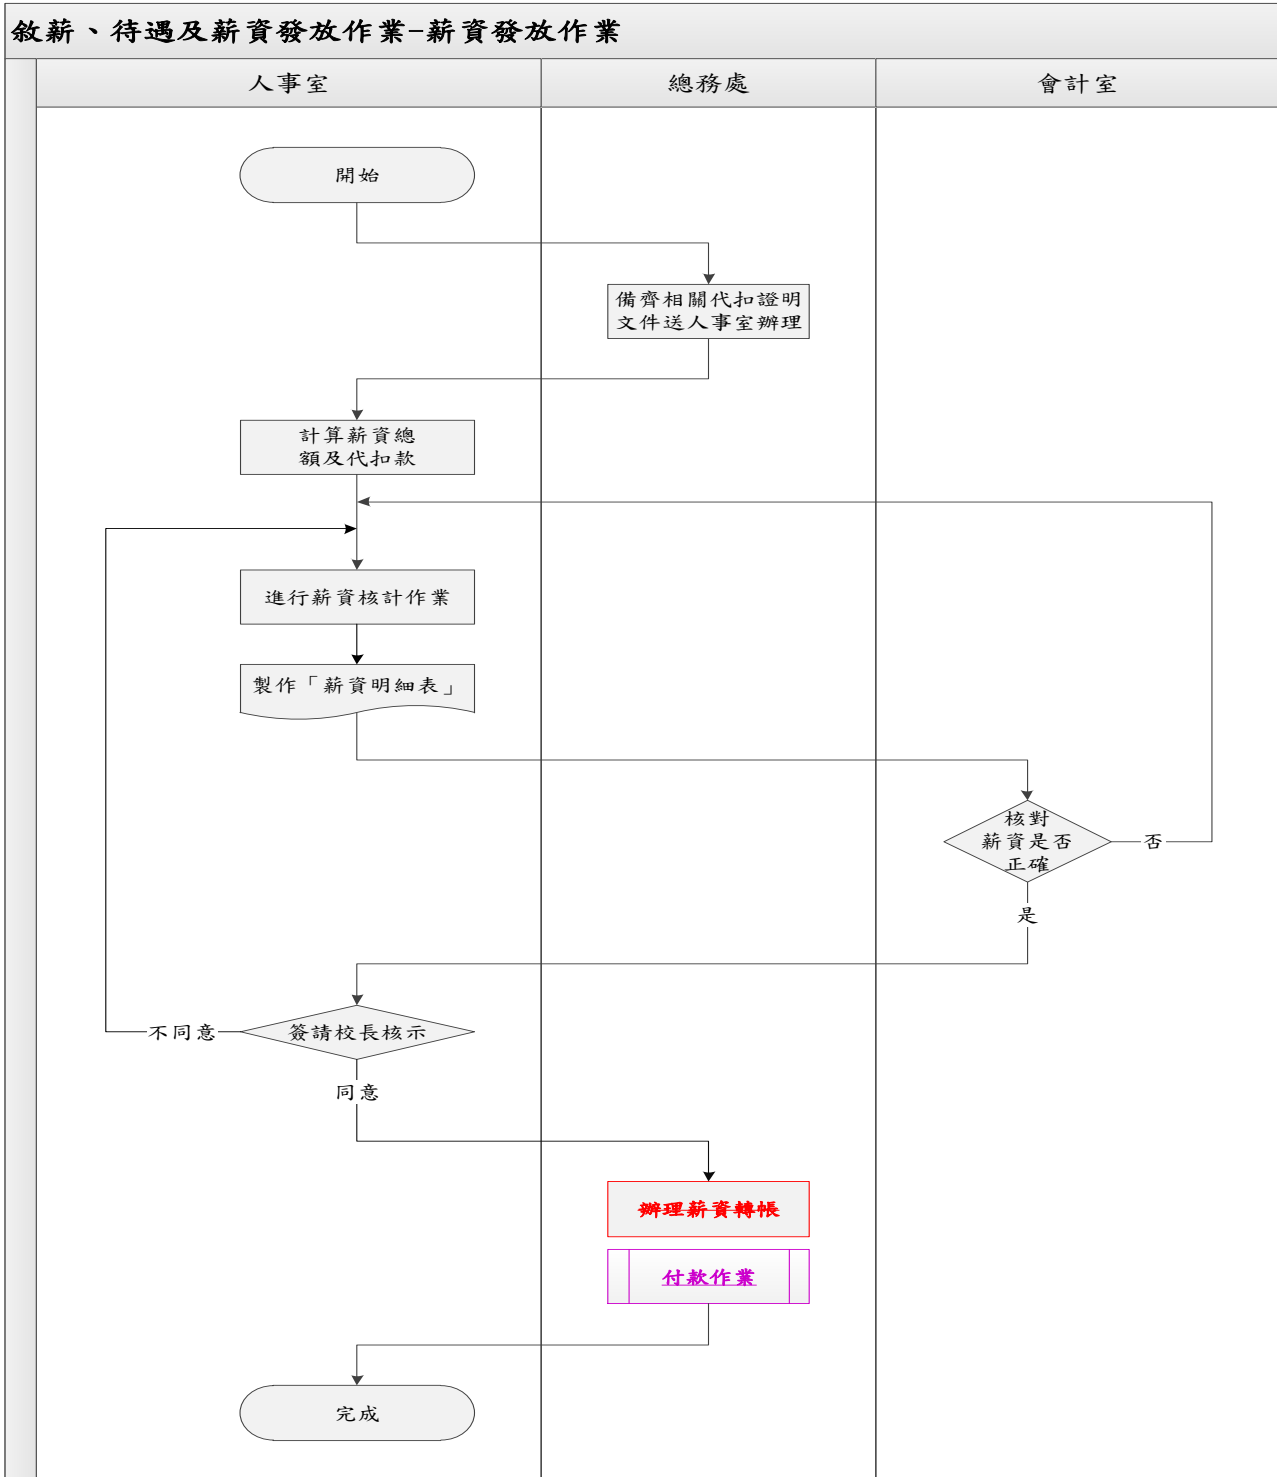 敘薪、待遇及薪資發放作業-薪資發放作業
人事室
總務處
會計室
開始
備齊相關代扣證明
文件送人事室辦理
計算薪資總
額及代扣款
進行薪資核計作業
製作「薪資明細表」
核對
薪資是否
正確
否
是
簽請校長核示
不同意
同意
辦理薪資轉帳
付款作業
完成